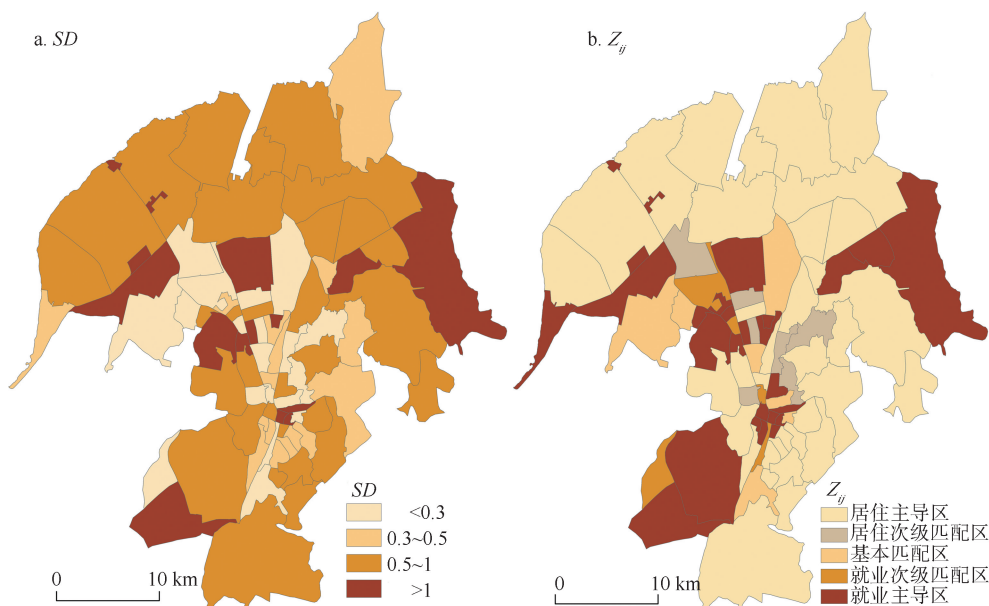 a. SD
b. Z_ij
SD
<0.3
0.3~0.5
0.5~1
>1
0 10 km
Z_ij
居住主导区
居住次级匹配区
基本匹配区
就业次级匹配区
就业主导区
0 10 km